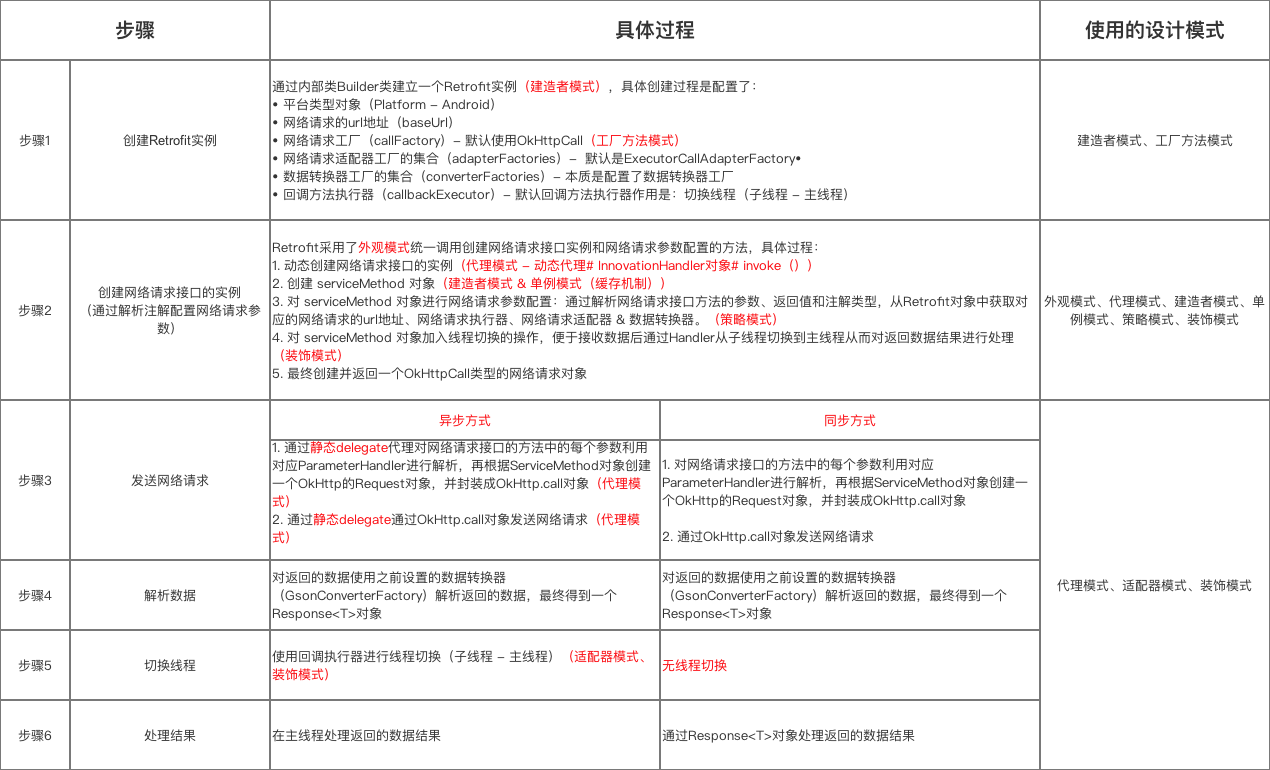 步骤
具体过程
使用的设计模式
步骤1
创建Retrofit实例
通过内部类Builder类建立一个Retrofit实例（建造者模式），具体创建过程是配置了：
• 平台类型对象（Platform - Android）
• 网络请求的url地址（baseUrl）
• 网络请求工厂（callFactory）- 默认使用OkHttpCall（工厂方法模式）
• 网络请求适配器工厂的集合（adapterFactories）- 默认是ExecutorCallAdapterFactory•
• 数据转换器工厂的集合（converterFactories）- 本质是配置了数据转换器工厂
• 回调方法执行器（callbackExecutor）- 默认回调方法执行器作用是：切换线程（子线程 - 主线程）
建造者模式、工厂方法模式
步骤2
创建网络请求接口的实例
（通过解析注解配置网络请求参
数）
Retrofit采用了外观模式统一调用创建网络请求接口实例和网络请求参数配置的方法，具体过程：
1. 动态创建网络请求接口的实例（代理模式 - 动态代理# InnovationHandler对象# invoke（））
2. 创建 serviceMethod 对象（建造者模式 & 单例模式（缓存机制））
3. 对 serviceMethod 对象进行网络请求参数配置：通过解析网络请求接口方法的参数、返回值和注解类型，从Retrofit对象中获取对
应的网络请求的url地址、网络请求执行器、网络请求适配器 & 数据转换器。（策略模式）
4. 对 serviceMethod 对象加入线程切换的操作，便于接收数据后通过Handler从子线程切换到主线程从而对返回数据结果进行处理
（装饰模式）
5. 最终创建并返回一个OkHttpCall类型的网络请求对象
外观模式、代理模式、建造者模式、单
例模式、策略模式、装饰模式
步骤3
发送网络请求
异步方式
同步方式
1. 通过静态delegate代理对网络请求接口的方法中的每个参数利用
对应ParameterHandler进行解析，再根据ServiceMethod对象创建
一个OkHttp的Request对象，并封装成OkHttp.call对象（代理模
式）
2. 通过静态delegate通过OkHttp.call对象发送网络请求（代理模
式）
1. 对网络请求接口的方法中的每个参数利用对应
ParameterHandler进行解析，再根据ServiceMethod对象创建一
个OkHttp的Request对象，并封装成OkHttp.call对象
2. 通过OkHttp.call对象发送网络请求
代理模式、适配器模式、装饰模式
步骤4
解析数据
对返回的数据使用之前设置的数据转换器
（GsonConverterFactory）解析返回的数据，最终得到一个
Response<T>对象
对返回的数据使用之前设置的数据转换器
（GsonConverterFactory）解析返回的数据，最终得到一个
Response<T>对象
步骤5
切换线程
使用回调执行器进行线程切换（子线程 - 主线程）（适配器模式、
装饰模式）
无线程切换
步骤6
处理结果
在主线程处理返回的数据结果
通过Response<T>对象处理返回的数据结果